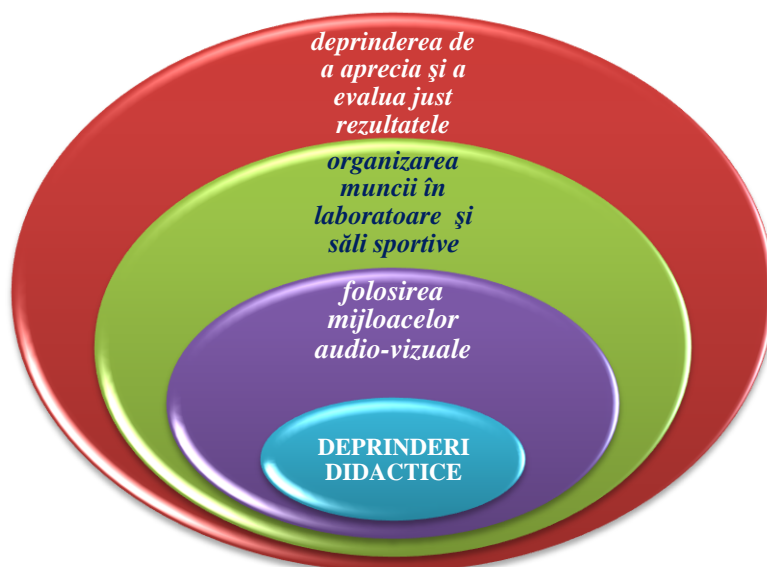 deprinderea de
a aprecia şi a
evalua just
rezultatele
organizarea
muncii în
laboratoare şi
săli sportive
folosirea
mijloacelor
audio-vizuale
DEPRINDERI
DIDACTICE